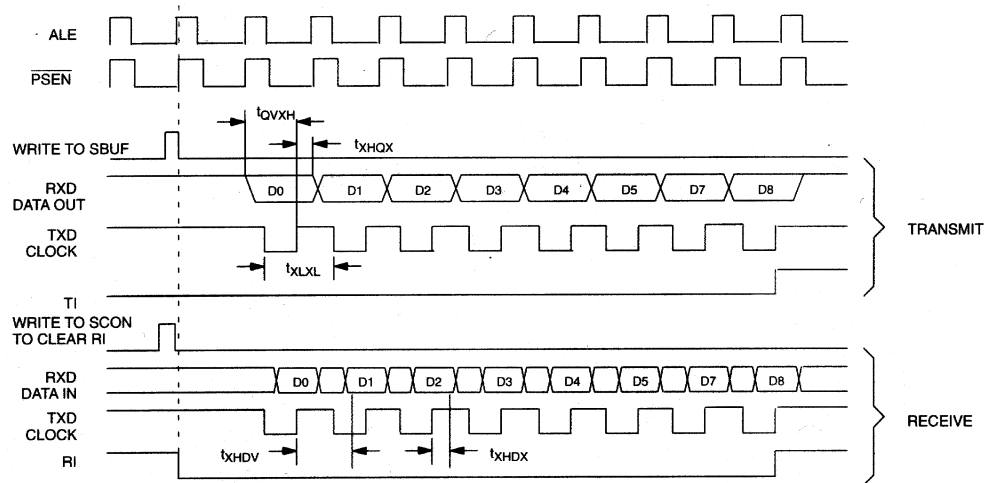 ALE
PSEN
tQVXH
tXHQX
WRITE TO SBUF
RXD
DATA OUT
D0 D1 D2 D3 D4 D5 D7 D8
TXD
CLOCK
TRANSMIT
tXLXL
TI
WRITE TO SCON
TO CLEAR RI
RXD
DATA IN
D0 D1 D2 D3 D4 D5 D7 D8
TXD
CLOCK
RECEIVE
tXHDV
tXHDX
RI